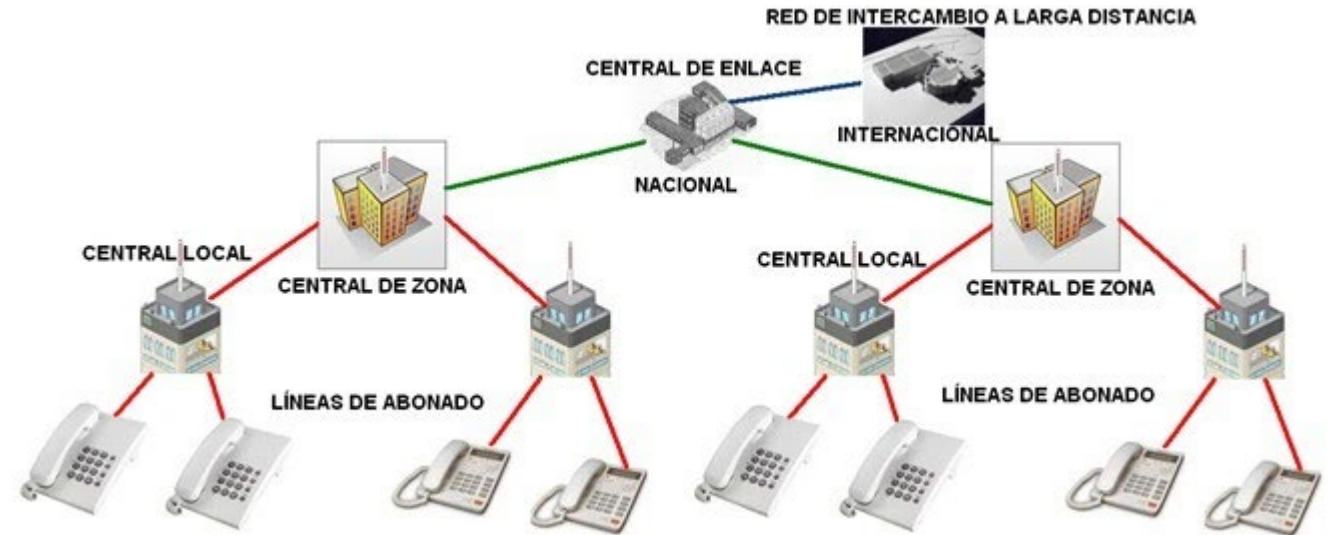 RED DE INTERCAMBIO A LARGA DISTANCIA
CENTRAL DE ENLACE
INTERNACIONAL
NACIONAL
CENTRAL LOCAL
CENTRAL DE ZONA
CENTRAL LOCAL
CENTRAL DE ZONA
LÍNEAS DE ABONADO
LÍNEAS DE ABONADO